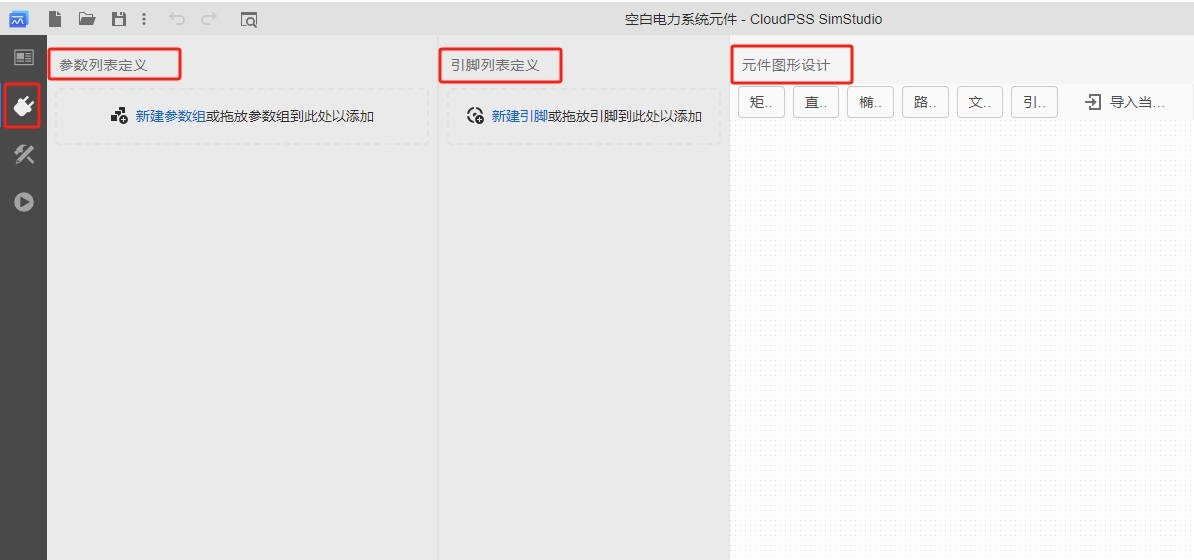 空白电力系统元件 - CloudPSS SimStudio
参数列表定义
引脚列表定义
元件图形设计
新建参数组或拖放参数组到此处以添加
新建引脚或拖放引脚到此处以添加
矩..
直..
椭..
路..
文..
引..
导入当...